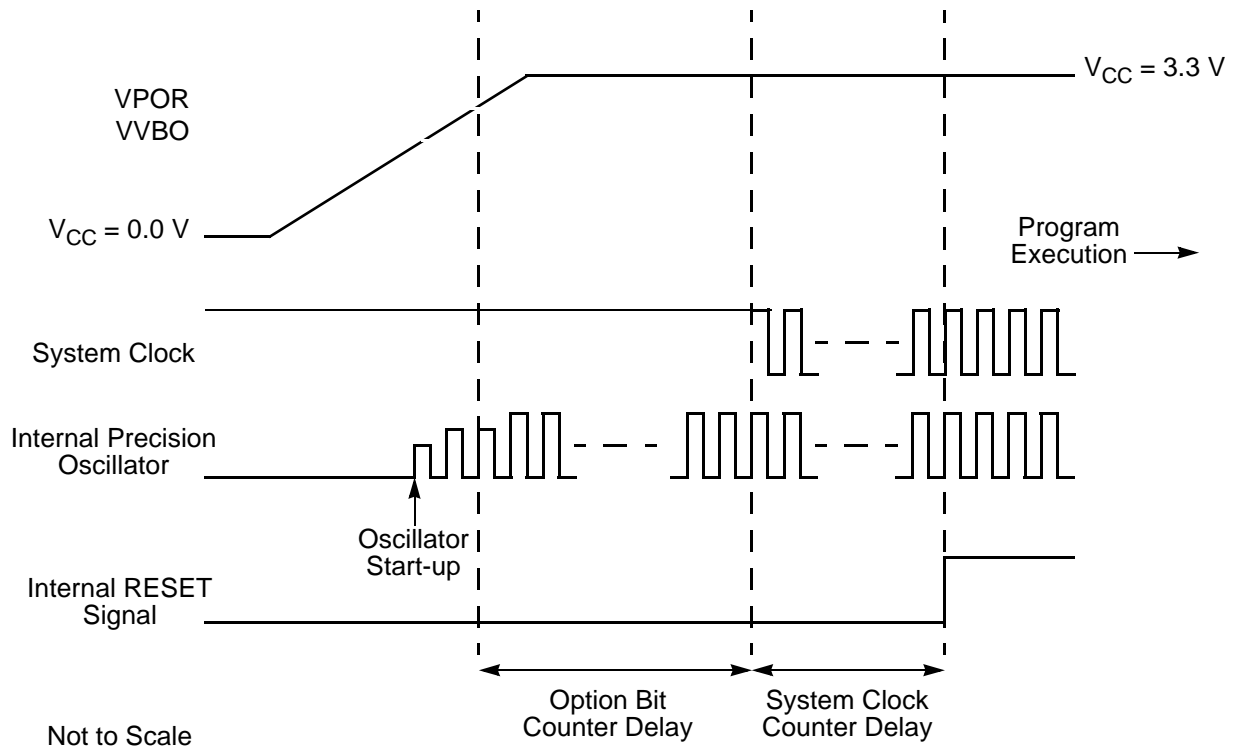 V_CC = 3.3 V
VPOR
VVBO
V_CC = 0.0 V
Program
Execution
System Clock
Internal Precision
Oscillator
Oscillator
Start-up
Internal RESET
Signal
Option Bit
Counter Delay
System Clock
Counter Delay
Not to Scale